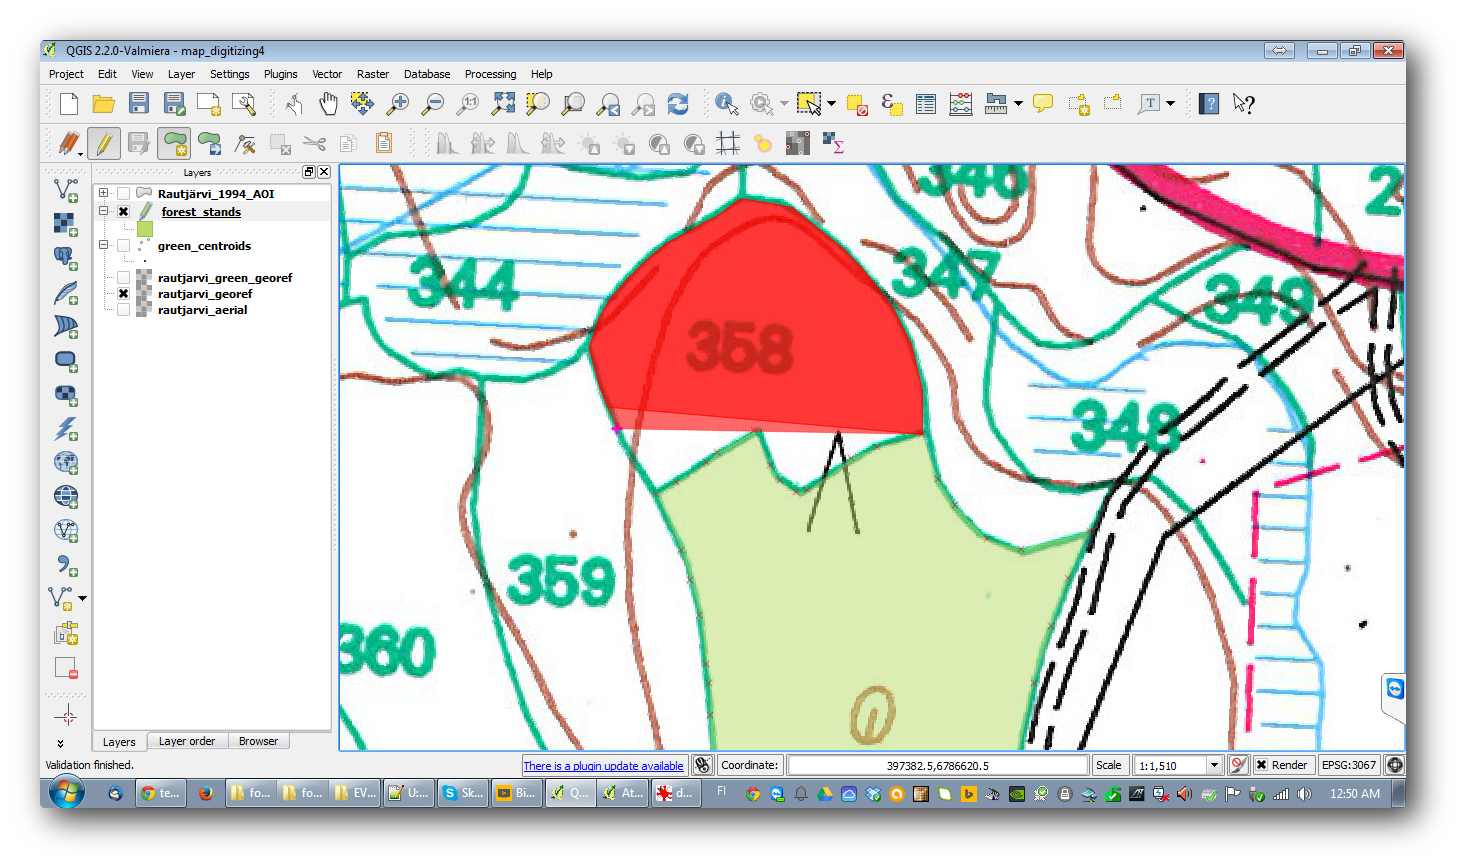 QGIS 2.2.0-Valmiera - map_digitizing4
Project Edit View Layer Settings Plugins Vector Raster Database Processing Help
Layers
Rautjärvi_1994_AOI
forest_stands
green_centroids
rautjarvi_green_georef
rautjarvi_georef
rautjarvi_aerial
346
2
344
347
349
358
348
359
360
Layers Layer order Browser
Validation finished.
There is a plugin update available
Coordinate:
397382.5,6786620.5
Scale
1:1,510
Render
EPSG:3067
te...
fo...
fo...
EV...
U:...
Sk...
Bi...
Q...
At...
d...
FI
12:50 AM